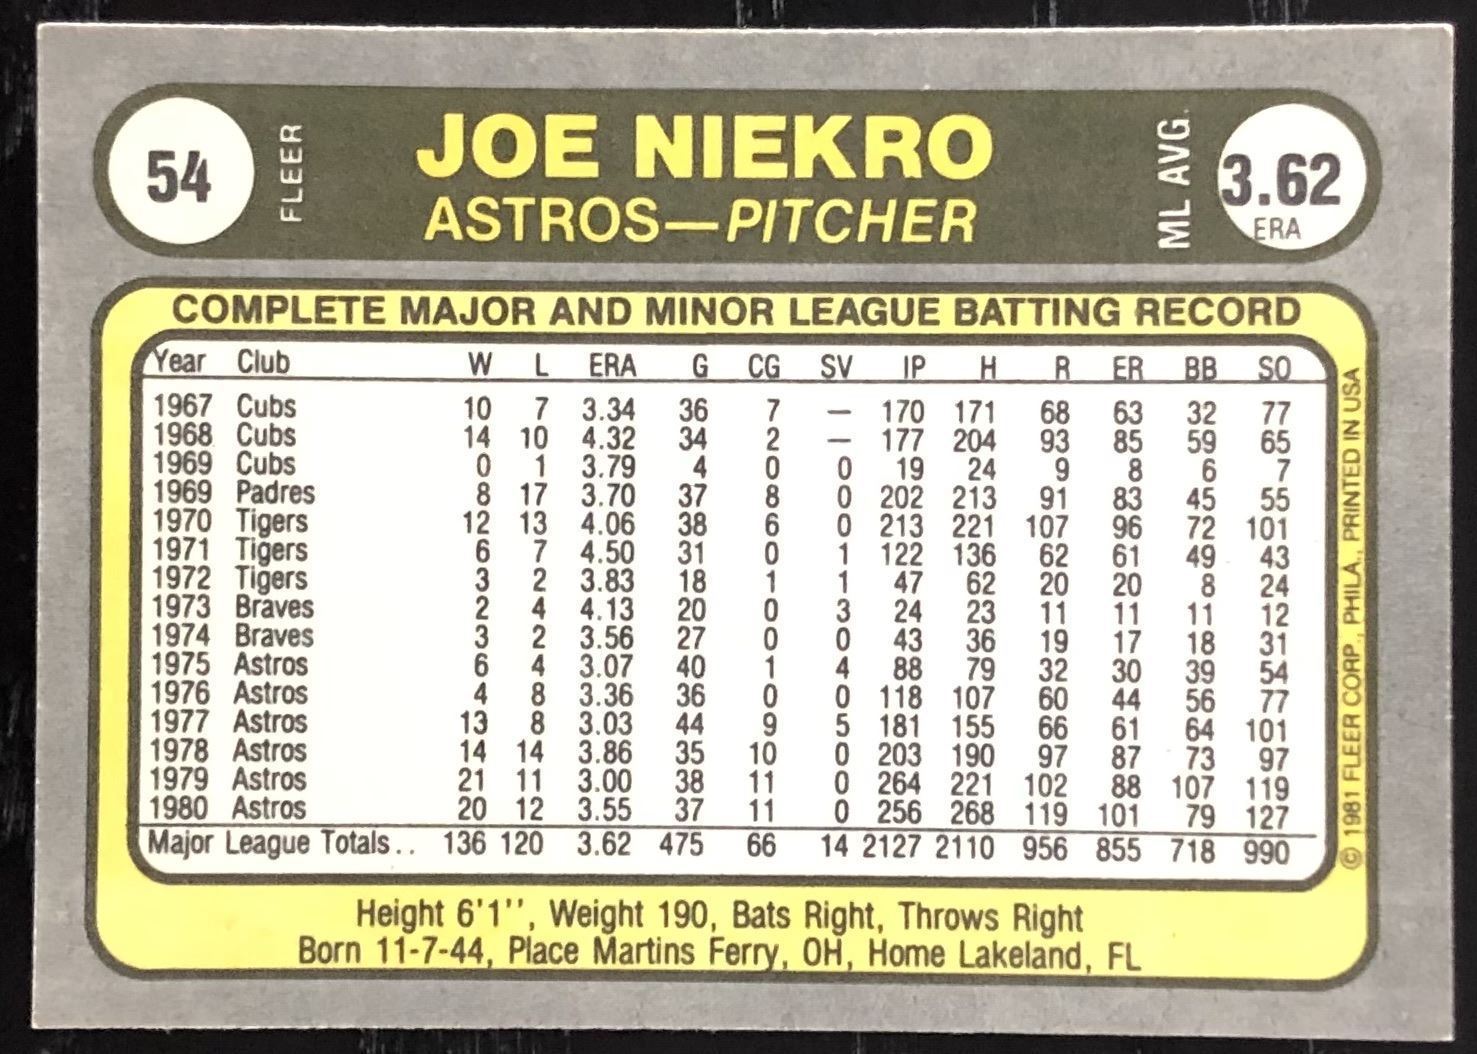 54 FLEER JOE NIEKRO ML AVG. 3.62
ASTROS—PITCHER ERA
COMPLETE MAJOR AND MINOR LEAGUE BATTING RECORD
Year Club W L ERA G CG SV IP H R ER BB SO
1967 Cubs 10 7 3.34 36 7 — 170 171 68 63 32 77
1968 Cubs 14 10 4.32 34 2 — 177 204 93 85 59 65
1969 Cubs 0 1 3.79 4 0 0 19 24 9 8 6 7
1969 Padres 8 17 3.70 37 8 0 202 213 91 83 45 55
1970 Tigers 12 13 4.06 38 6 0 213 221 107 96 72 101
1971 Tigers 6 7 4.50 31 0 1 122 136 62 61 49 43
1972 Tigers 3 2 3.83 18 1 1 47 62 20 20 8 24
1973 Braves 2 4 4.13 20 0 3 24 23 11 11 11 12
1974 Braves 3 2 3.56 27 0 0 43 36 19 17 18 31
1975 Astros 6 4 3.07 40 1 4 88 79 32 30 39 54
1976 Astros 4 8 3.36 36 0 0 118 107 60 44 56 77
1977 Astros 13 8 3.03 44 9 5 181 155 66 61 64 101
1978 Astros 14 14 3.86 35 10 0 203 190 97 87 73 97
1979 Astros 21 11 3.00 38 11 0 264 221 102 88 107 119
1980 Astros 20 12 3.55 37 11 0 256 268 119 101 79 127
Major League Totals.. 136 120 3.62 475 66 14 2127 2110 956 855 718 990
© 1981 FLEER CORP., PHILA., PRINTED IN USA
Height 6'1'', Weight 190, Bats Right, Throws Right
Born 11-7-44, Place Martins Ferry, OH, Home Lakeland, FL